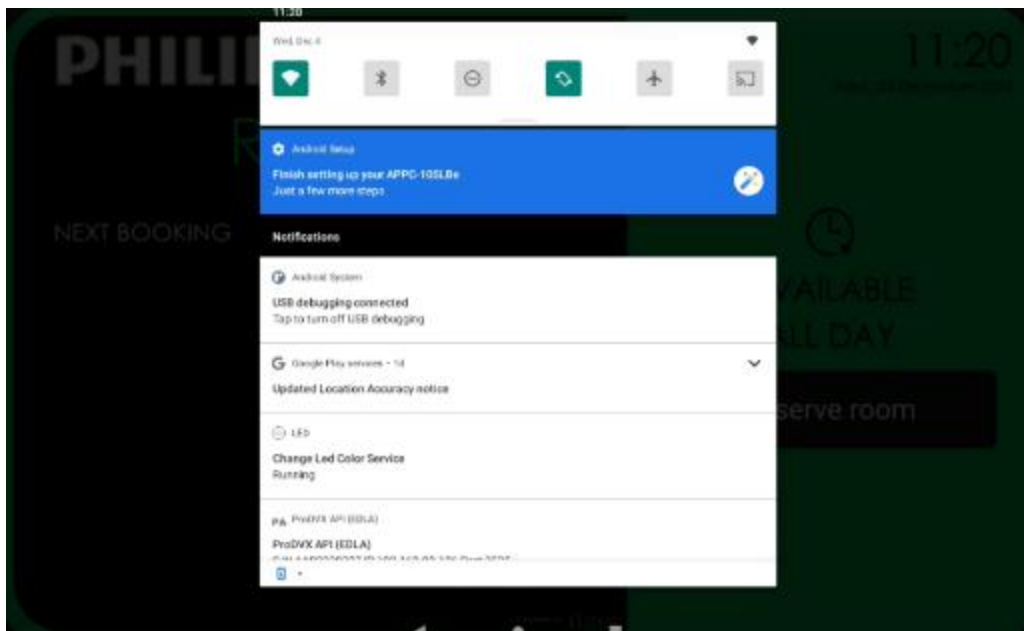 11:20
Wed, Dec 4
PHILI
11:20
Android Setup
Finish setting up your APPC-10SLBe
Just a few more steps
R
NEXT BOOKING
Notifications
Android System
USB debugging connected
Tap to turn off USB debugging
AILABLE
LL DAY
Google Play services • 1d
Updated Location Accuracy notice
serve room
LED
Change Led Color Service
Running
PA ProDVX API (EDLA)
ProDVX API (EDLA)